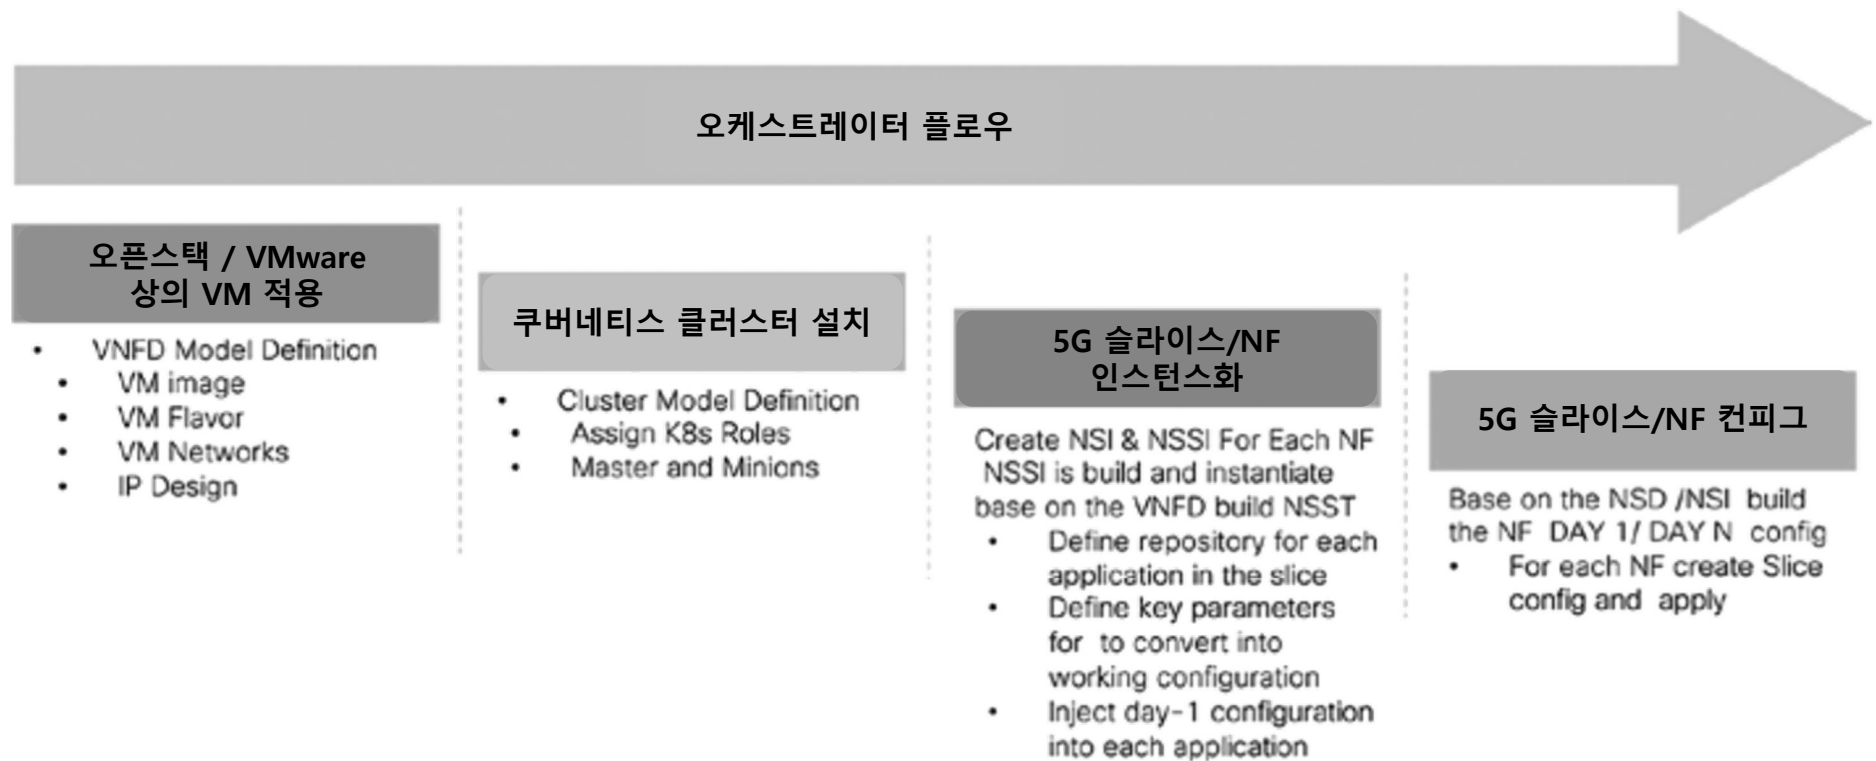 오케스트레이터 플로우
오픈스택 / VMware
상의 VM 적용
• VNFD Model Definition
• VM image
• VM Flavor
• VM Networks
• IP Design
쿠버네티스 클러스터 설치
• Cluster Model Definition
• Assign K8s Roles
• Master and Minions
5G 슬라이스/NF
인스턴스화
Create NSI & NSSI For Each NF
NSSI is build and instantiate
base on the VNFD build NSST
• Define repository for each
application in the slice
• Define key parameters
for to convert into
working configuration
• Inject day-1 configuration
into each application
5G 슬라이스/NF 컨피그
Base on the NSD /NSI build
the NF DAY 1/ DAY N config
• For each NF create Slice
config and apply